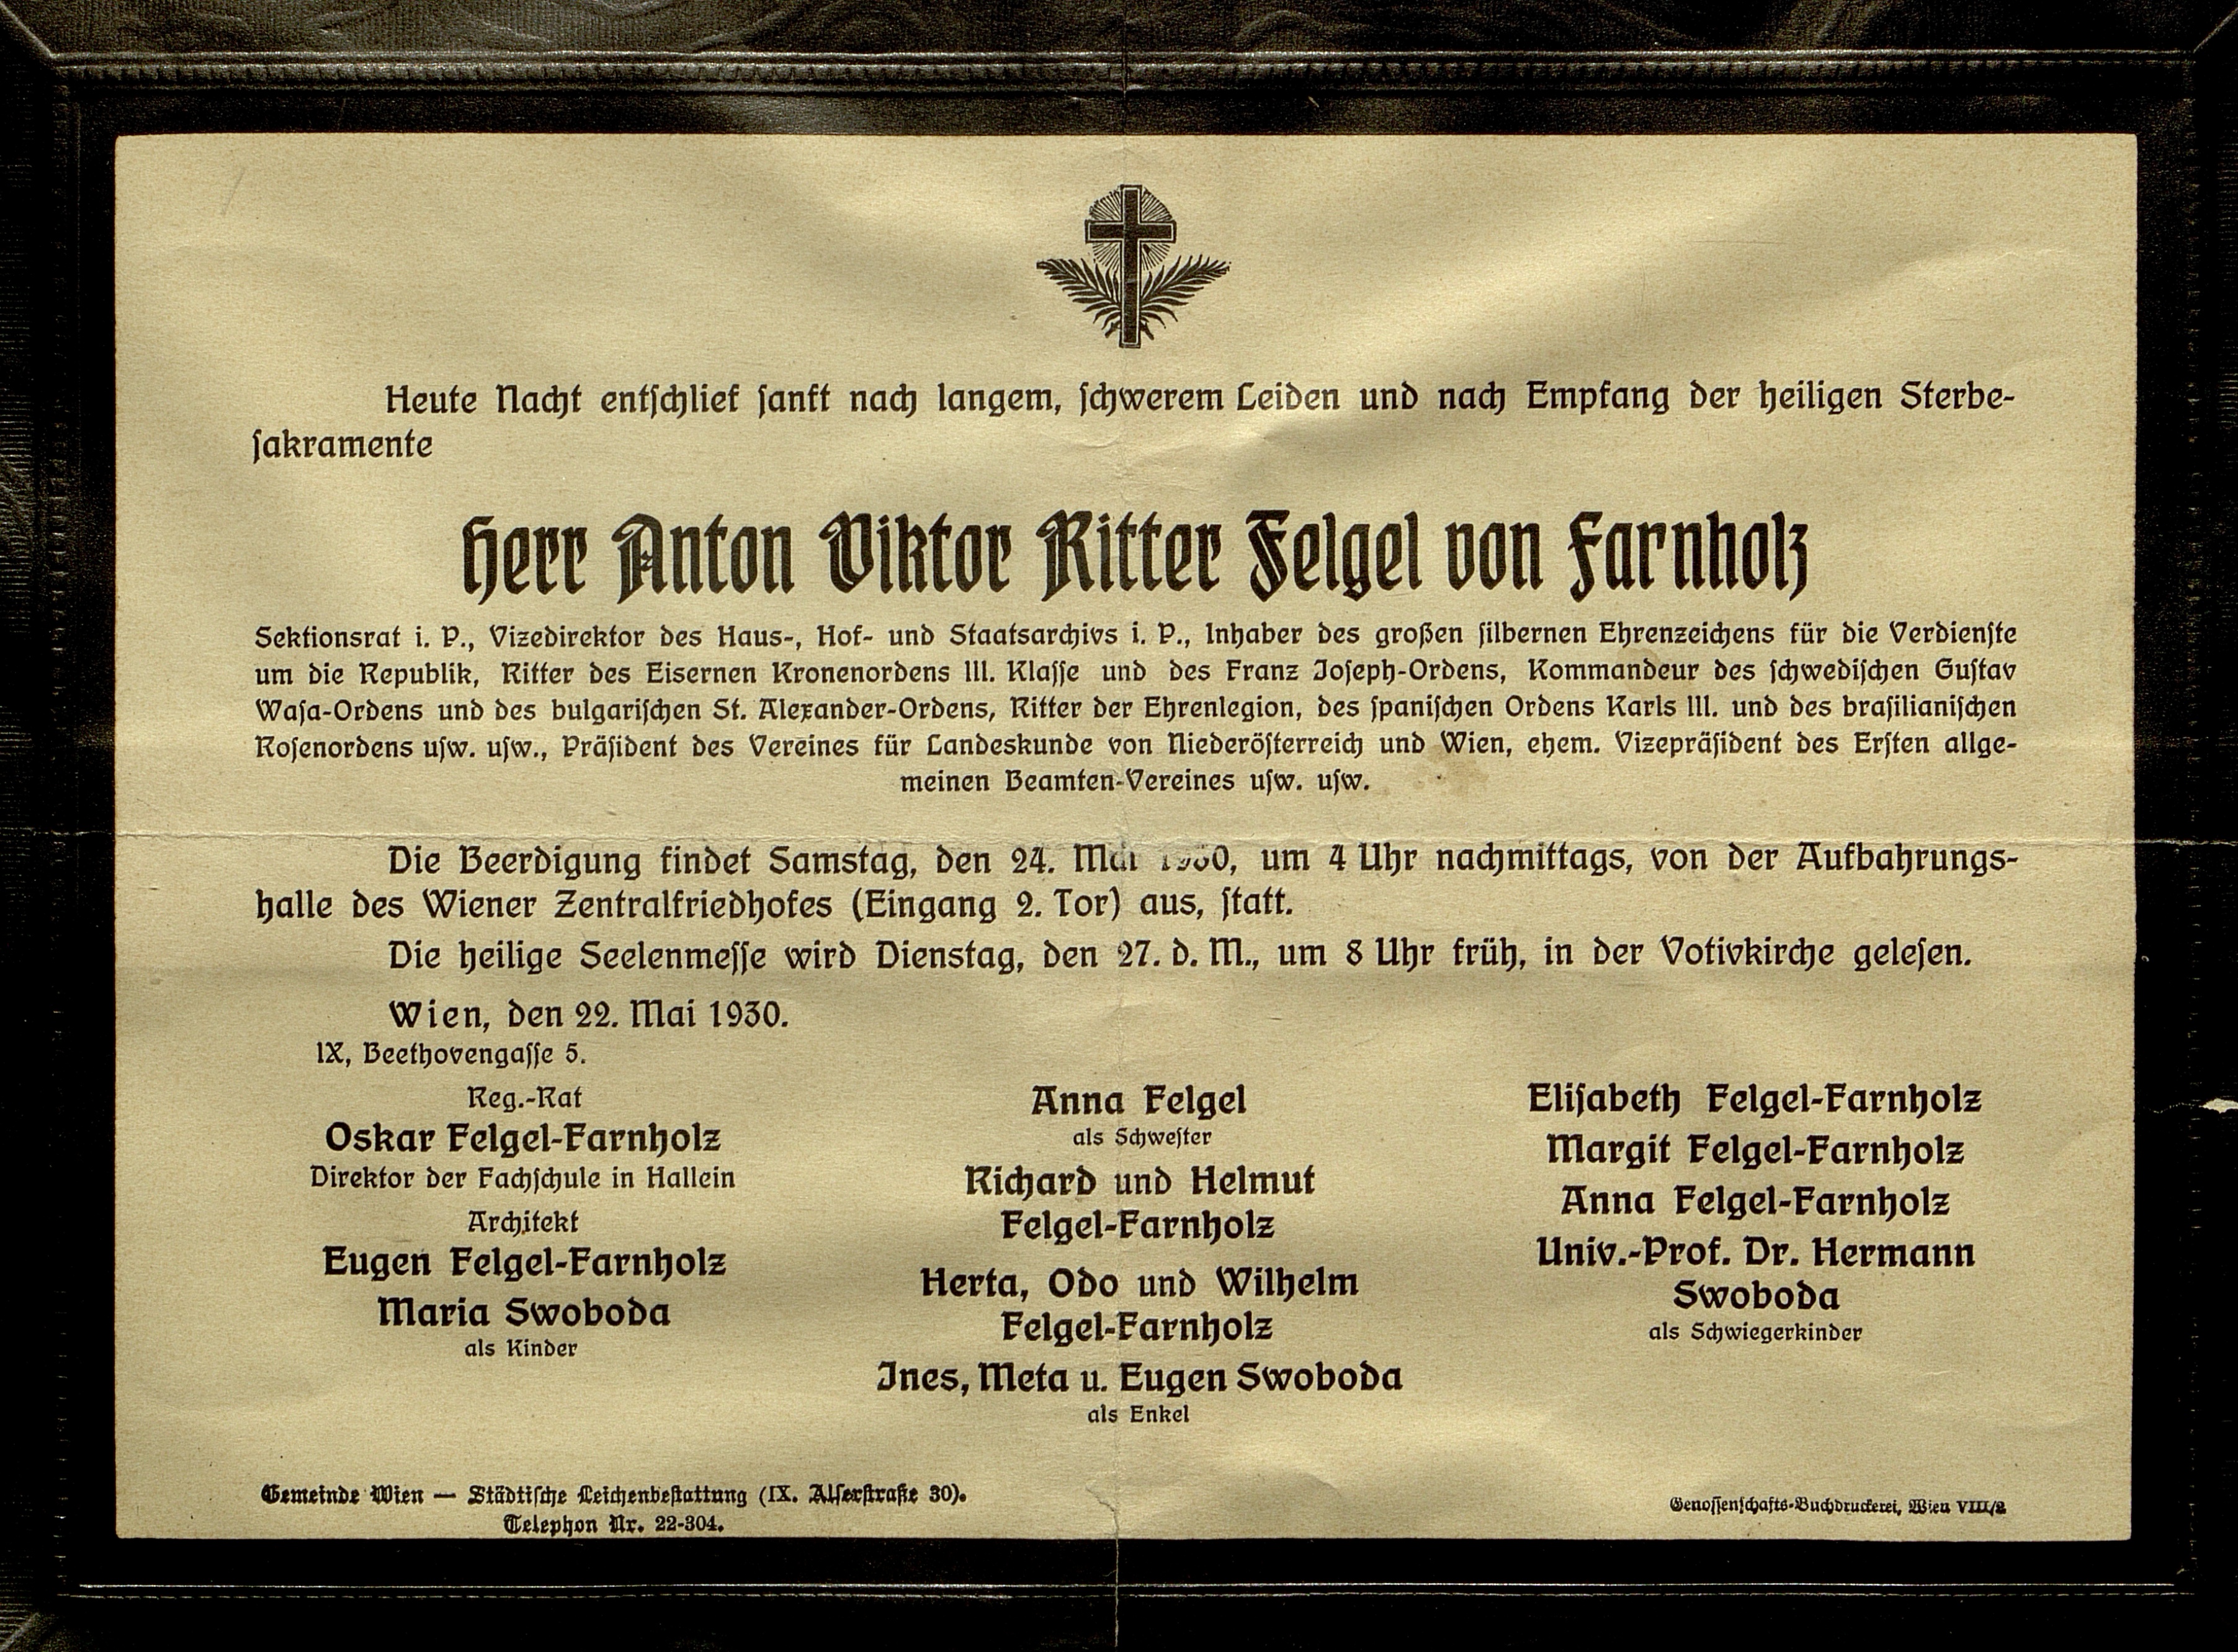 Heute Nacht entschlief sanft nach langem, schwerem Leiden und nach Empfang der heiligen Sterbe-
sakramente
Herr Anton Viktor Ritter Felgel von Farnholz
Sektionsrat i. P., Vizedirektor des Haus-, Hof- und Staatsarchivs i. P., Inhaber des großen silbernen Ehrenzeichens für die Verdienste
um die Republik, Ritter des Eisernen Kronenordens III. Klasse und des Franz Joseph-Ordens, Kommandeur des schwedischen Gustav
Wasa-Ordens und des bulgarischen St. Alexander-Ordens, Ritter der Ehrenlegion, des spanischen Ordens Karls III. und des brasilianischen
Rosenordens usw. usw., Präsident des Vereines für Landeskunde von Niederösterreich und Wien, ehem. Vizepräsident des Ersten allge-
meinen Beamten-Vereines usw. usw.
Die Beerdigung findet Samstag, den 24. Mai 1930, um 4 Uhr nachmittags, von der Aufbahrungs-
halle des Wiener Zentralfriedhofes (Eingang 2. Tor) aus, statt.
Die heilige Seelenmesse wird Dienstag, den 27. d. M., um 8 Uhr früh, in der Votivkirche gelesen.
Wien, den 22. Mai 1930.
IX, Beethovengasse 5.
Reg.-Rat
Oskar Felgel-Farnholz
Direktor der Fachschule in Hallein
Architekt
Eugen Felgel-Farnholz
Maria Swoboda
als Kinder
Anna Felgel
als Schwester
Richard und Helmut
Felgel-Farnholz
Herta, Odo und Wilhelm
Felgel-Farnholz
Ines, Meta u. Eugen Swoboda
als Enkel
Elisabeth Felgel-Farnholz
Margit Felgel-Farnholz
Anna Felgel-Farnholz
Univ.-Prof. Dr. Hermann
Swoboda
als Schwiegerkinder
Gemeinde Wien — Städtische Leichenbestattung (IX. Alserstraße 30).
Telephon Nr. 22-304.
Genossenschafts-Buchdruckerei, Wien VIII/2